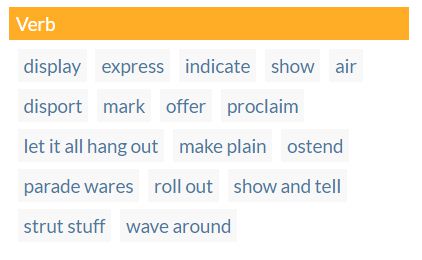 Verb
display express indicate show air
disport mark offer proclaim
let it all hang out make plain ostend
parade wares roll out show and tell
strut stuff wave around